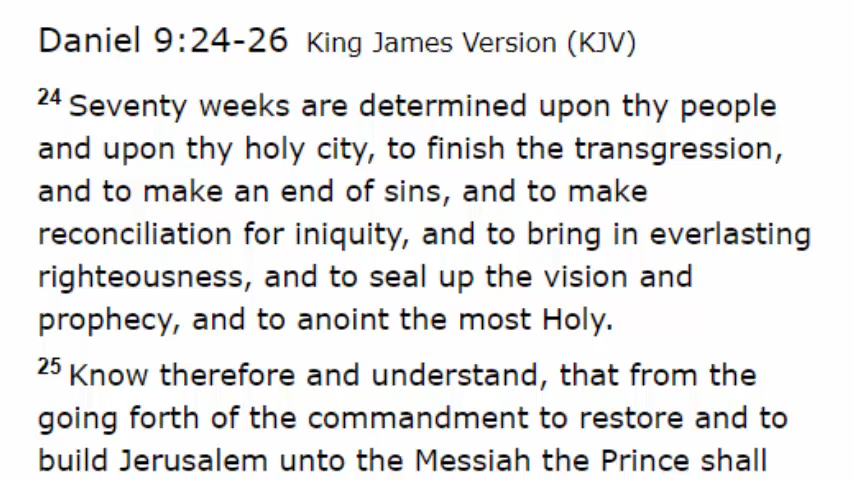 Daniel 9:24-26 King James Version (KJV)
24 Seventy weeks are determined upon thy people
and upon thy holy city, to finish the transgression,
and to make an end of sins, and to make
reconciliation for iniquity, and to bring in everlasting
righteousness, and to seal up the vision and
prophecy, and to anoint the most Holy.
25 Know therefore and understand, that from the
going forth of the commandment to restore and to
build Jerusalem unto the Messiah the Prince shall